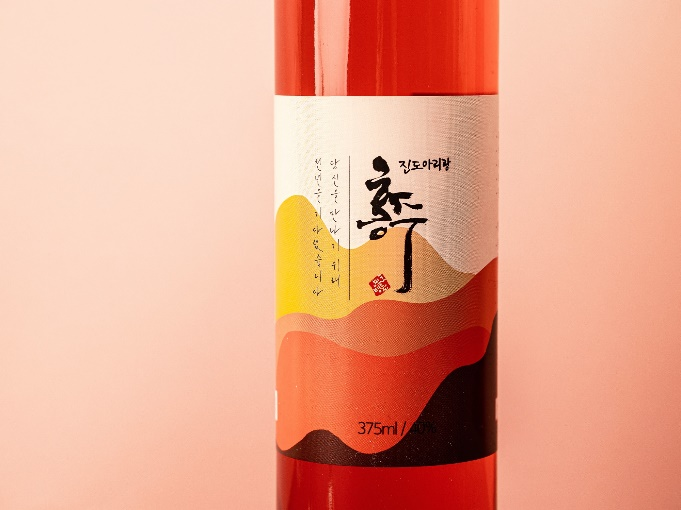 진도아리랑
홍주
당신을 만나기 위해
천년을 기다렸습니다
375ml / 40%